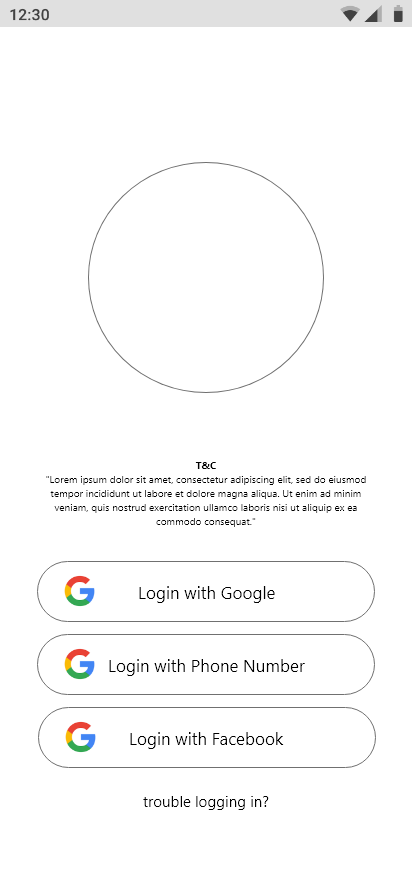 12:30
T&C
"Lorem ipsum dolor sit amet, consectetur adipiscing elit, sed do eiusmod
tempor incididunt ut labore et dolore magna aliqua. Ut enim ad minim
veniam, quis nostrud exercitation ullamco laboris nisi ut aliquip ex ea
commodo consequat."
Login with Google
Login with Phone Number
Login with Facebook
trouble logging in?